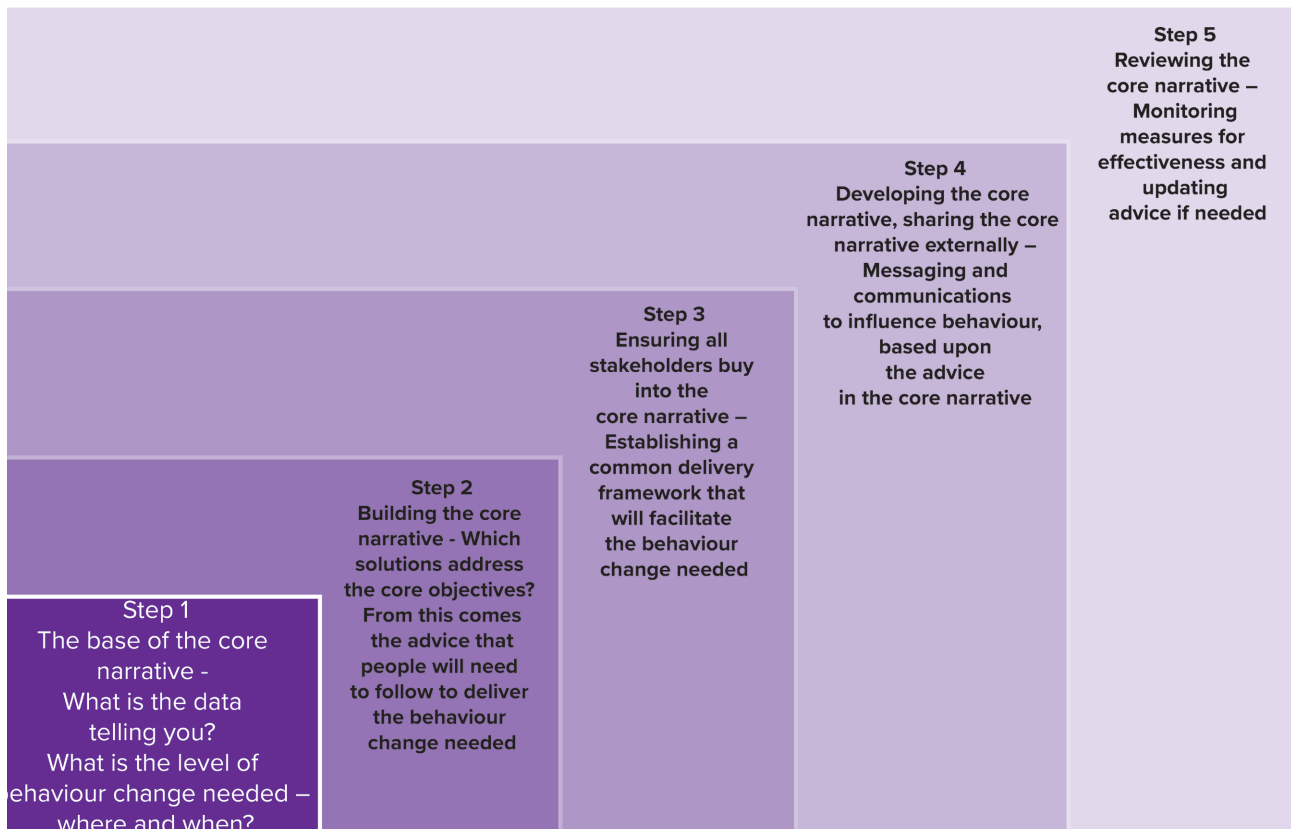 Step 1
The base of the core
narrative -
What is the data
telling you?
What is the level of
ehaviour change needed –
where and when?
Step 2
Building the core
narrative - Which
solutions address
the core objectives?
From this comes
the advice that
people will need
to follow to deliver
the behaviour
change needed
Step 3
Ensuring all
stakeholders buy
into the
core narrative –
Establishing a
common delivery
framework that
will facilitate
the behaviour
change needed
Step 4
Developing the core
narrative, sharing the core
narrative externally –
Messaging and
communications
to influence behaviour,
based upon
the advice
in the core narrative
Step 5
Reviewing the
core narrative –
Monitoring
measures for
effectiveness and
updating
advice if needed